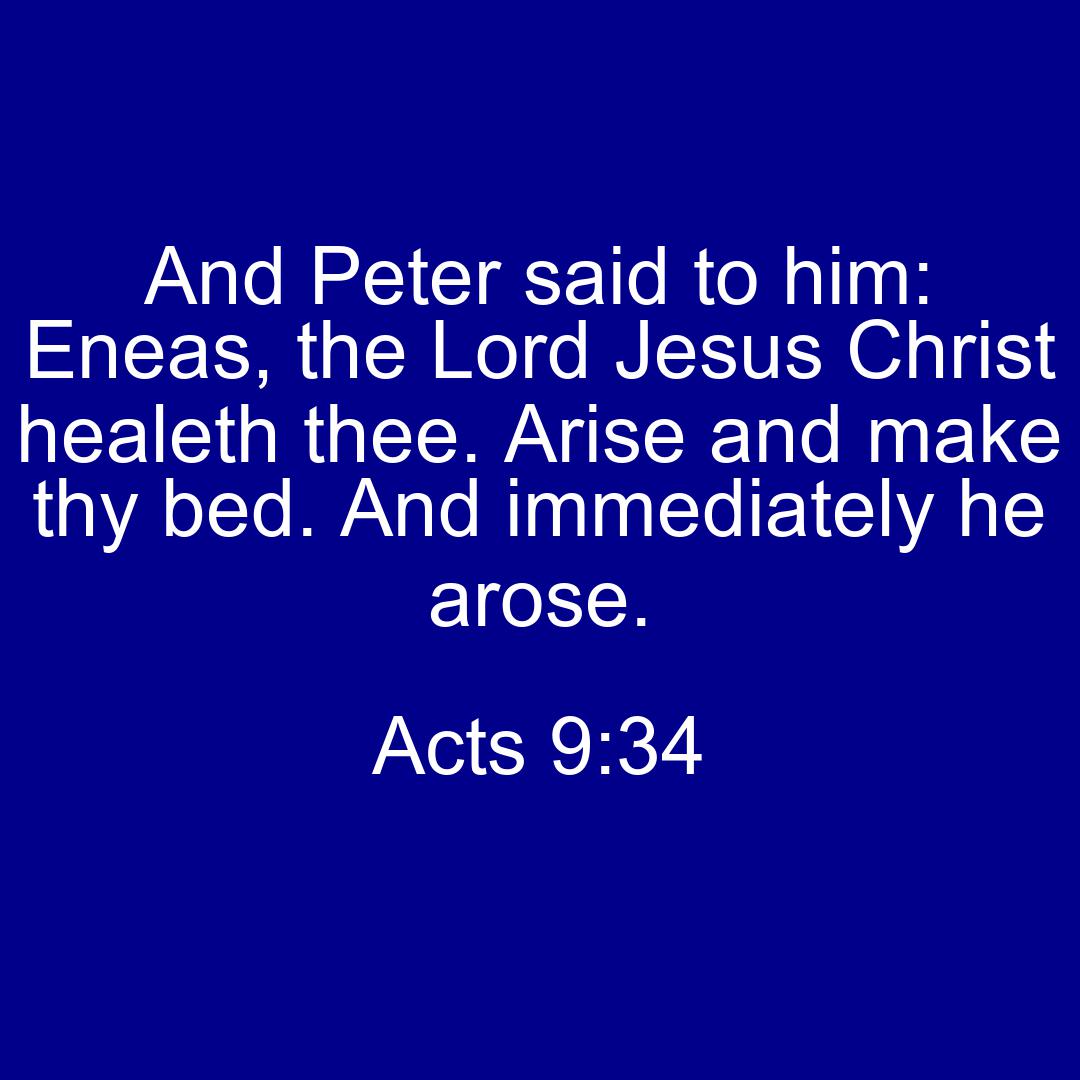 And Peter said to him:
Eneas, the Lord Jesus Christ
healeth thee. Arise and make
thy bed. And immediately he
arose.
Acts 9:34